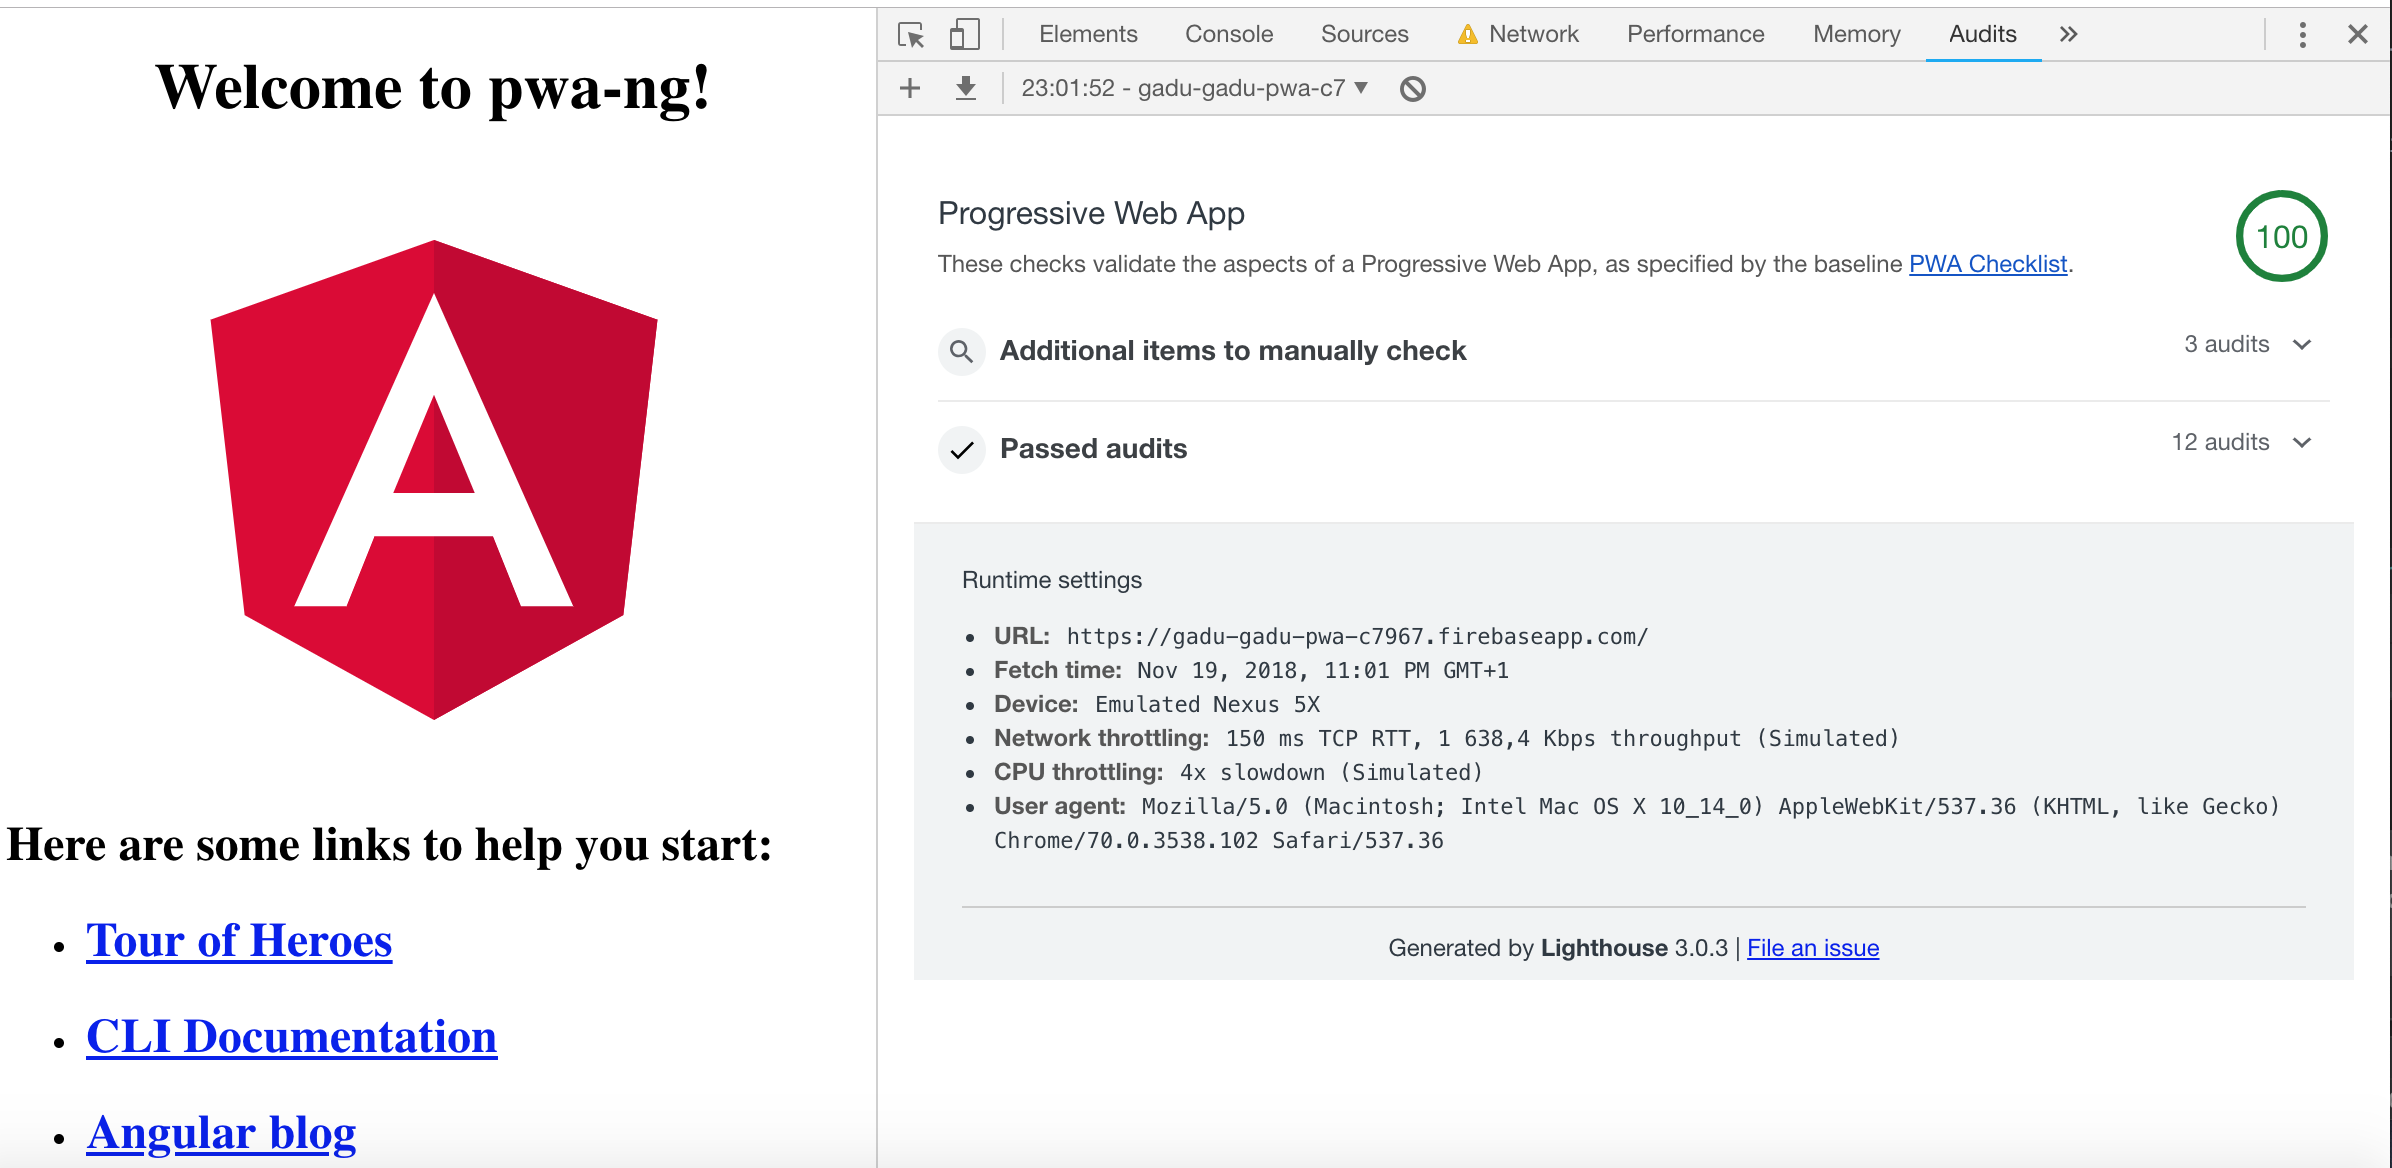 Welcome to pwa-ng!
Here are some links to help you start:
Tour of Heroes
CLI Documentation
Angular blog
Elements Console Sources Network Performance Memory Audits
23:01:52 - gadu-gadu-pwa-c7
Progressive Web App
100
These checks validate the aspects of a Progressive Web App, as specified by the baseline PWA Checklist.
Additional items to manually check 3 audits
Passed audits 12 audits
Runtime settings
URL: https://gadu-gadu-pwa-c7967.firebaseapp.com/
Fetch time: Nov 19, 2018, 11:01 PM GMT+1
Device: Emulated Nexus 5X
Network throttling: 150 ms TCP RTT, 1 638,4 Kbps throughput (Simulated)
CPU throttling: 4x slowdown (Simulated)
User agent: Mozilla/5.0 (Macintosh; Intel Mac OS X 10_14_0) AppleWebKit/537.36 (KHTML, like Gecko)
Chrome/70.0.3538.102 Safari/537.36
Generated by Lighthouse 3.0.3 | File an issue